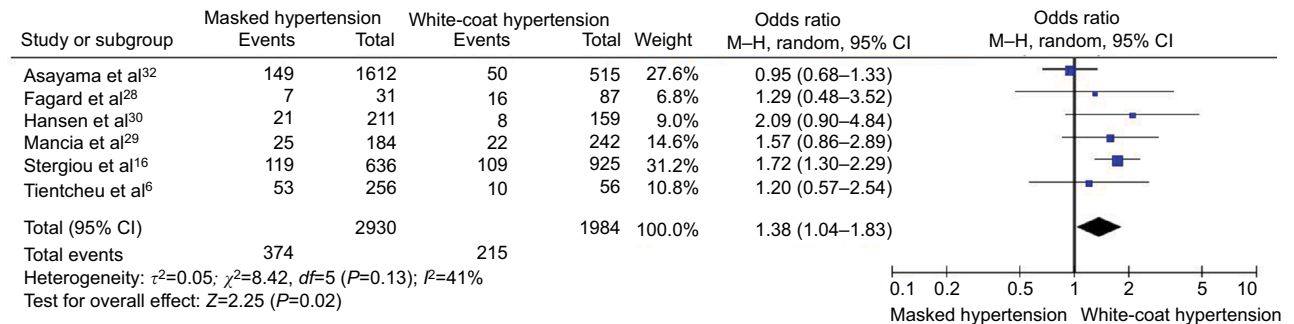 Masked hypertension White-coat hypertension Odds ratio Odds ratio
Study or subgroup Events Total Events Total Weight M–H, random, 95% CI M–H, random, 95% CI
Asayama et al32 149 1612 50 515 27.6% 0.95 (0.68–1.33)
Fagard et al28 7 31 16 87 6.8% 1.29 (0.48–3.52)
Hansen et al30 21 211 8 159 9.0% 2.09 (0.90–4.84)
Mancia et al29 25 184 22 242 14.6% 1.57 (0.86–2.89)
Stergiou et al16 119 636 109 925 31.2% 1.72 (1.30–2.29)
Tientcheu et al6 53 256 10 56 10.8% 1.20 (0.57–2.54)
Total (95% CI) 2930 1984 100.0% 1.38 (1.04–1.83)
Total events 374 215
Heterogeneity: τ2=0.05; χ2=8.42, df=5 (P=0.13); I2=41%
Test for overall effect: Z=2.25 (P=0.02)
0.1 0.2 0.5 1 2 5 10
Masked hypertension White-coat hypertension